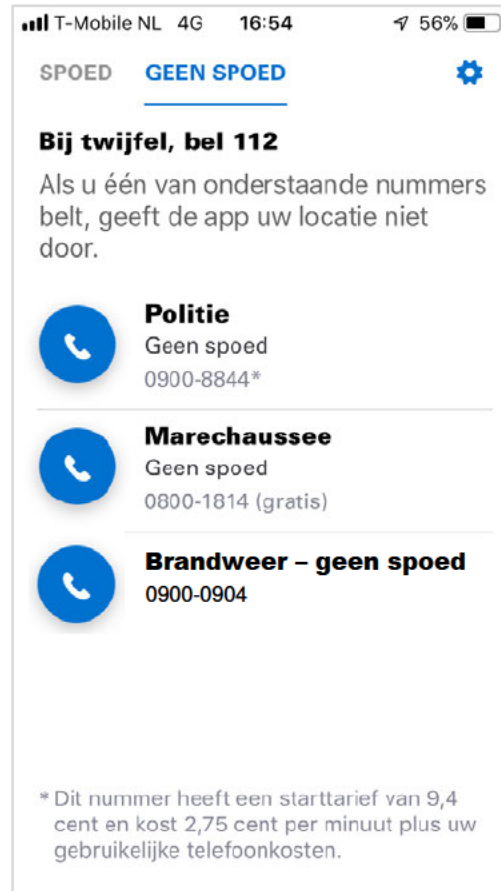 T-Mobile NL 4G 16:54 56%
SPOED GEEN SPOED
Bij twijfel, bel 112
Als u één van onderstaande nummers
belt, geeft de app uw locatie niet
door.
Politie
Geen spoed
0900-8844*
Marechaussee
Geen spoed
0800-1814 (gratis)
Brandweer – geen spoed
0900-0904
* Dit nummer heeft een starttarief van 9,4
cent en kost 2,75 cent per minuut plus uw
gebruikelijke telefoonkosten.